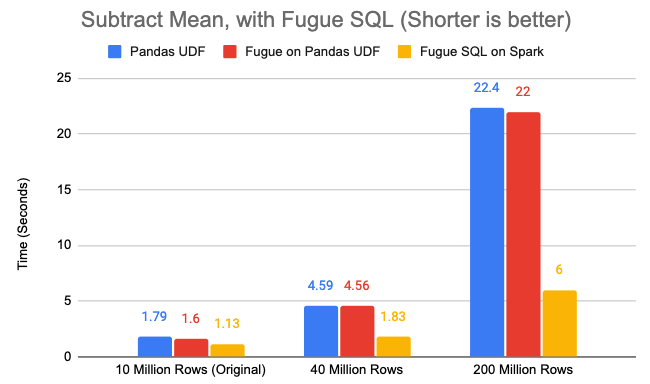 Subtract Mean, with Fugue SQL (Shorter is better)
Pandas UDF Fugue on Pandas UDF Fugue SQL on Spark
Time (Seconds)
25
20
15
10
5
0
1.79 1.6 1.13
4.59 4.56 1.83
22.4 22 6
10 Million Rows (Original) 40 Million Rows 200 Million Rows